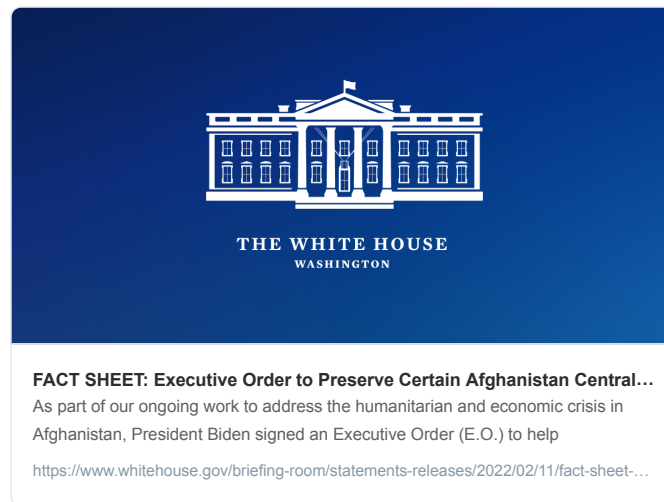 THE WHITE HOUSE
WASHINGTON
FACT SHEET: Executive Order to Preserve Certain Afghanistan Central…
As part of our ongoing work to address the humanitarian and economic crisis in
Afghanistan, President Biden signed an Executive Order (E.O.) to help
https://www.whitehouse.gov/briefing-room/statements-releases/2022/02/11/fact-sheet-…